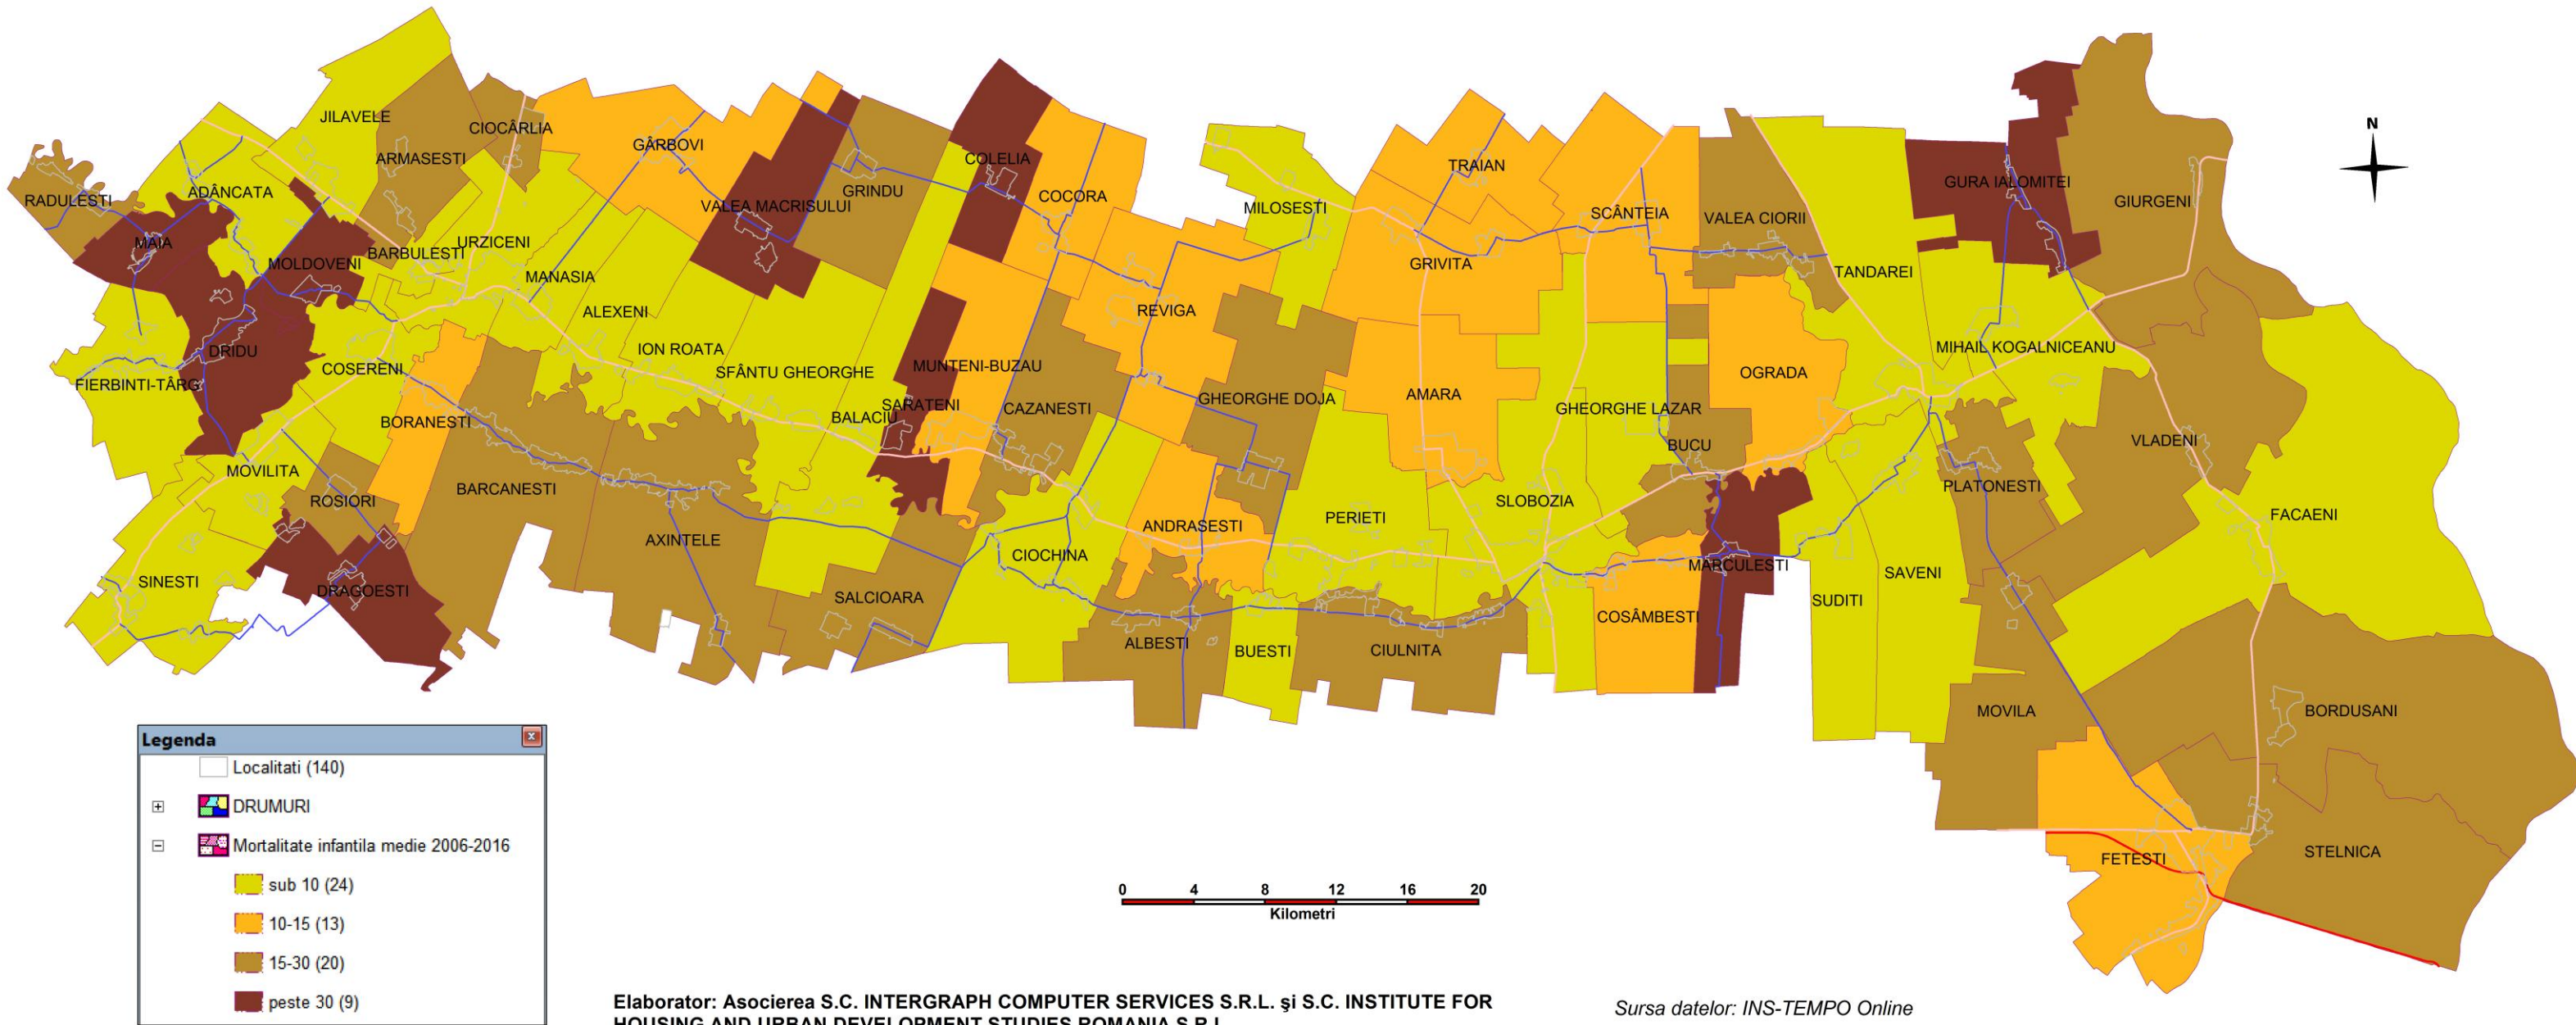 N
JILAVELE
CIOCÂRLIA
ARMASESTI
GÂRBOVI
COLELIA
TRAIAN
RADULESTI
ADÂNCATA
GRINDU
COCORA
GURA IALOMITEI
VALEA MACRISULUI
MILOSESTI
SCÂNTEIA
VALEA CIORII
GIURGENI
MAIA
URZICENI
BARBULESTI
MOLDOVENI
MANASIA
GRIVITA
TANDAREI
ALEXENI
REVIGA
DRIDU
ION ROATA
MIHAIL KOGALNICEANU
COSERENI
SFÂNTU GHEORGHE
MUNTENI-BUZAU
OGRADA
FIERBINTI-TÂRG
GHEORGHE DOJA
AMARA
SARATENI
CAZANESTI
GHEORGHE LAZAR
BALACIU
BORANESTI
BUCU
VLADENI
MOVILITA
BARCANESTI
PLATONESTI
ROSIORI
SLOBOZIA
PERIETI
ANDRASESTI
FACAENI
AXINTELE
CIOCHINA
MARCULESTI
SINESTI
SAVENI
DRAGOESTI
SALCIOARA
SUDITI
COSÂMBESTI
ALBESTI
BUESTI
CIULNITA
MOVILA
BORDUSANI
FETESTI
STELNICA
Legenda
Localitati (140)
DRUMURI
Mortalitate infantila medie 2006-2016
sub 10 (24)
10-15 (13)
15-30 (20)
peste 30 (9)
0 4 8 12 16 20
Kilometri
Elaborator: Asocierea S.C. INTERGRAPH COMPUTER SERVICES S.R.L. şi S.C. INSTITUTE FOR
HOUSING AND URBAN DEVELOPMENT STUDIES ROMANIA S.R.L.
Sursa datelor: INS-TEMPO Online